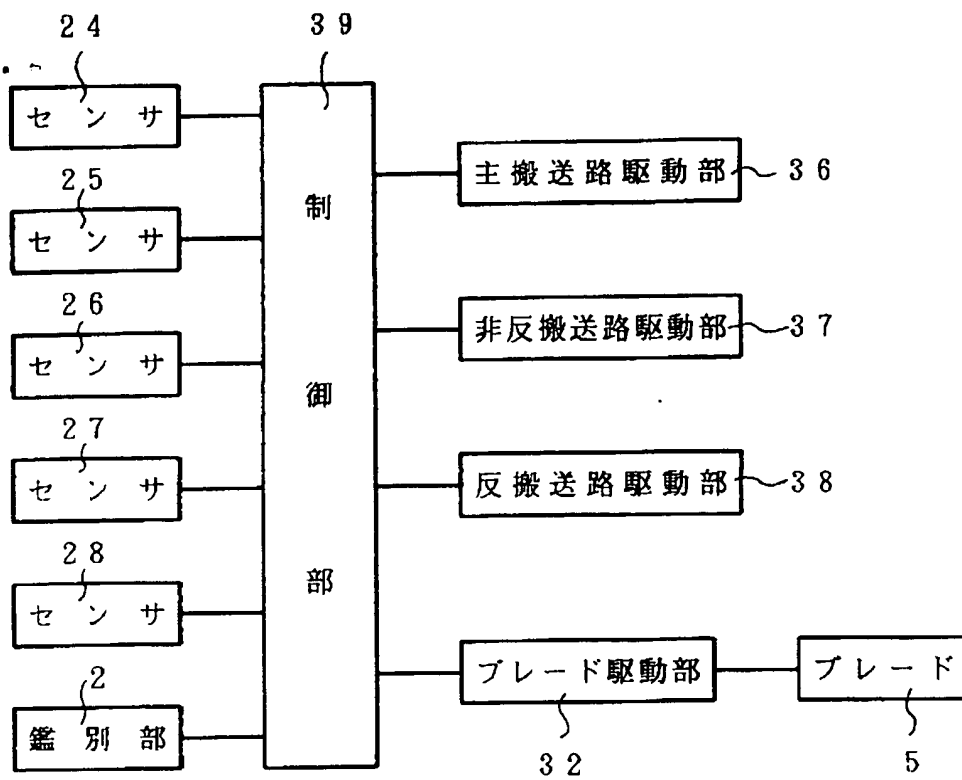 24
センサ
25
センサ
26
センサ
27
センサ
28
センサ
2
鑑別部
39
制御部
主搬送路駆動部 36
非反搬送路駆動部 37
反搬送路駆動部 38
ブレード駆動部
32
ブレード
5